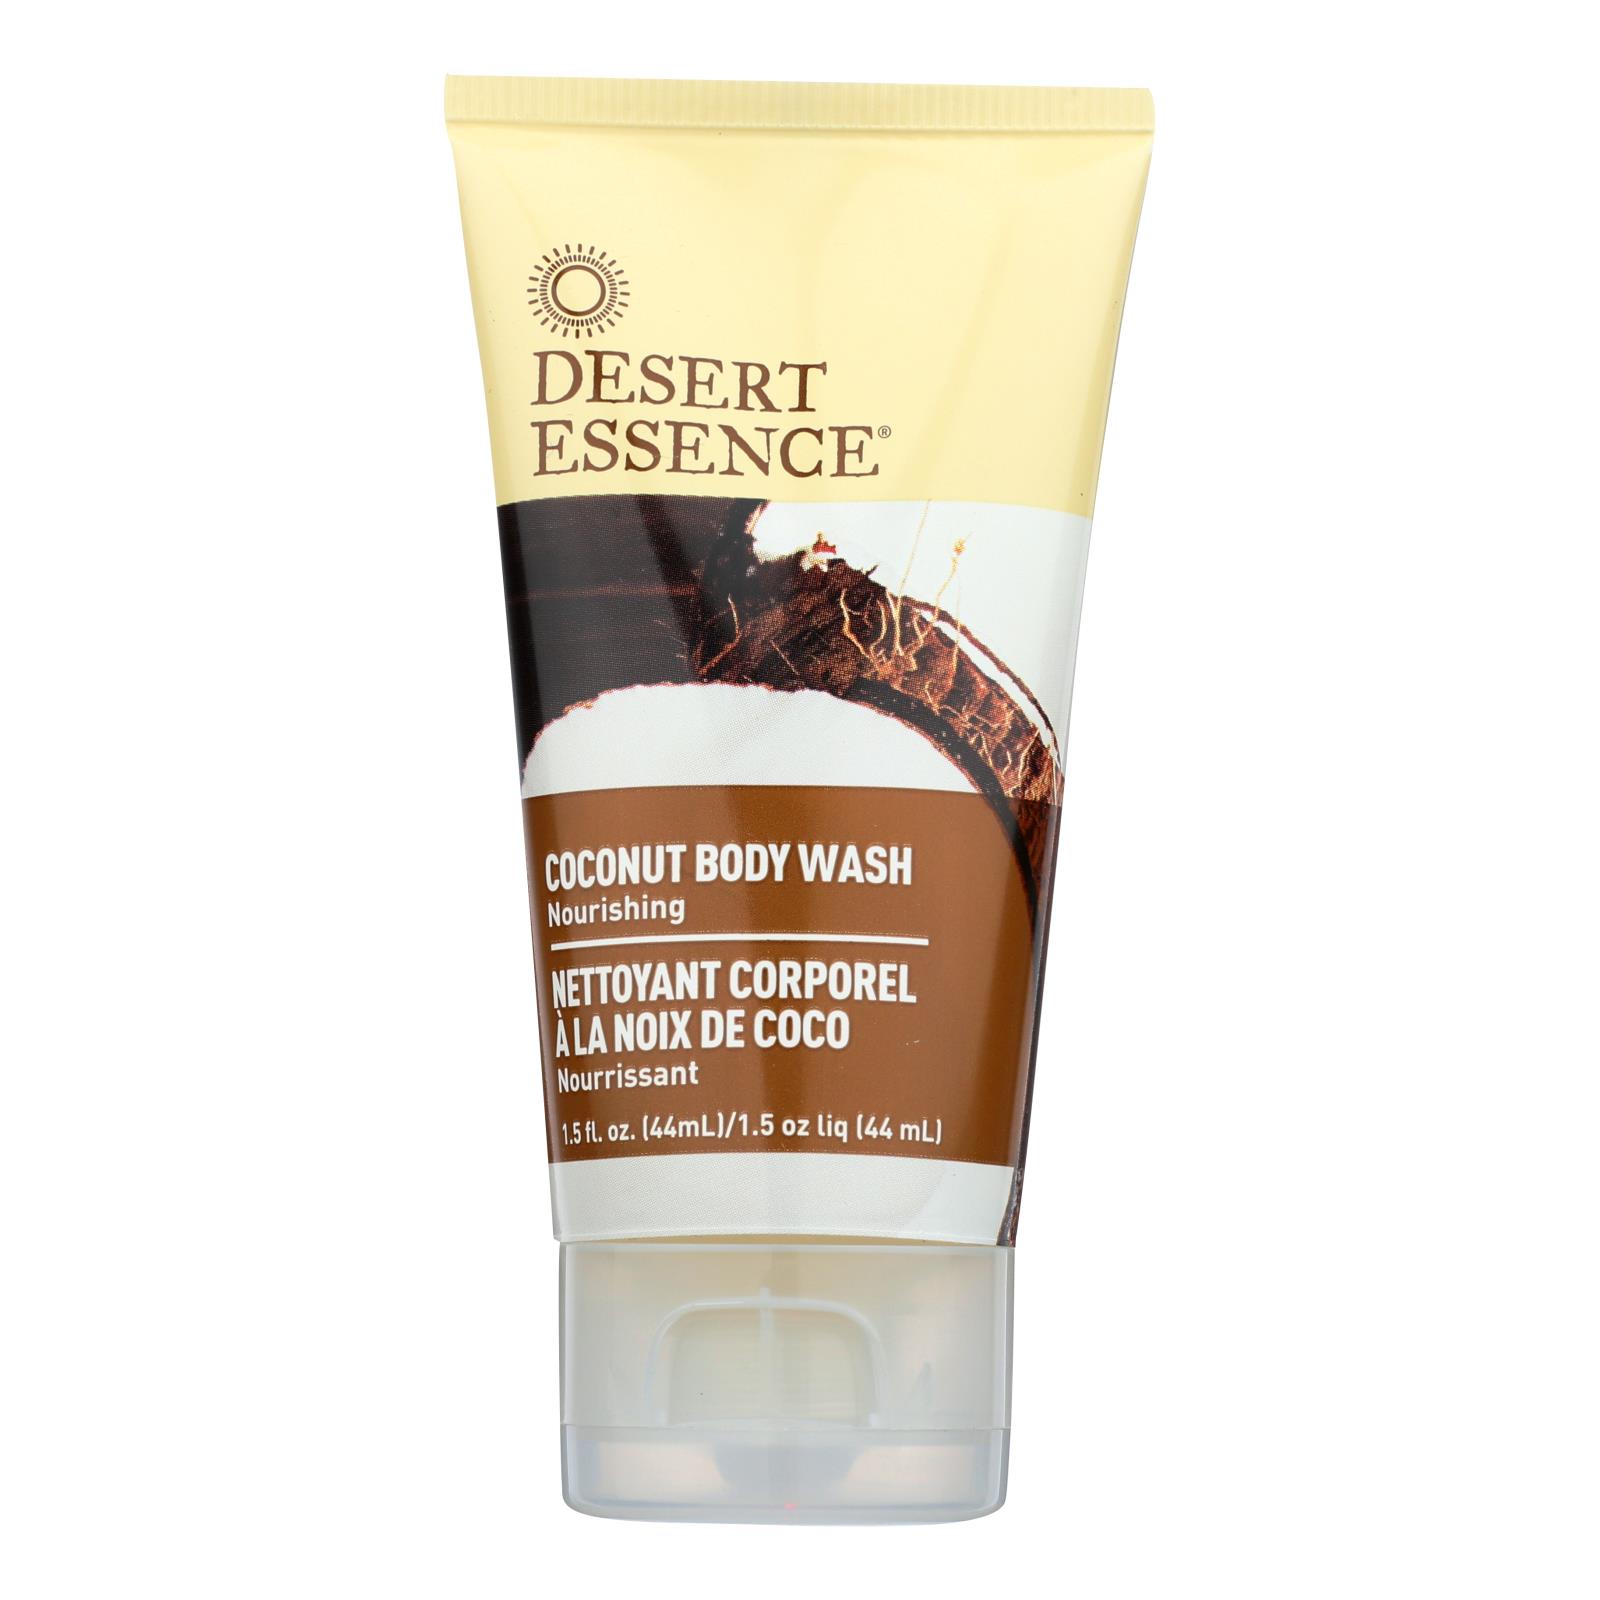 DESERT
ESSENCE®
COCONUT BODY WASH
Nourishing
NETTOYANT CORPOREL
À LA NOIX DE COCO
Nourrissant
1.5 fl. oz. (44mL)/1.5 oz liq (44 mL)